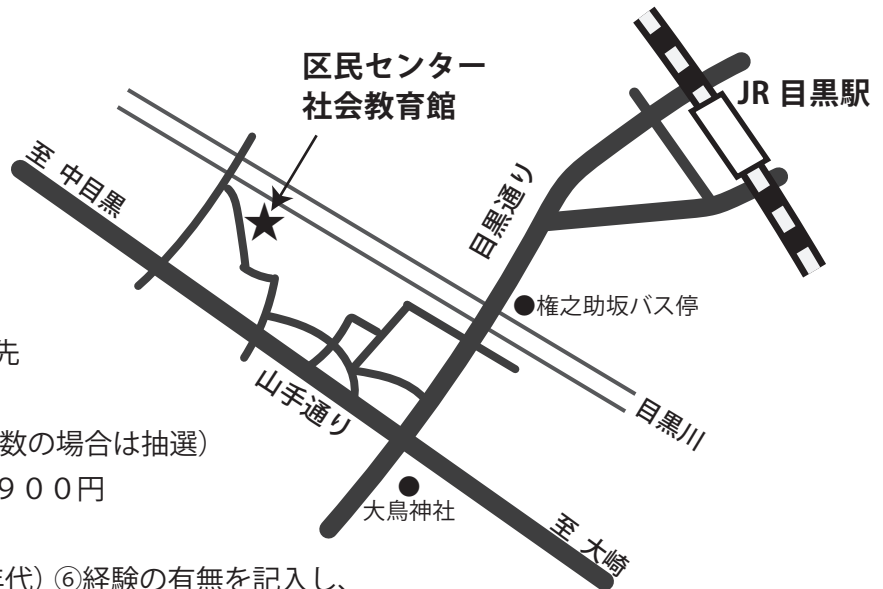 区民センター
社会教育館
JR 目黒駅
至 中目黒
目黒通り
●権之助坂バス停
先
山手通り
目黒川
数の場合は抽選）
９００円
大鳥神社
至 大崎
年代）⑥経験の有無を記入し、